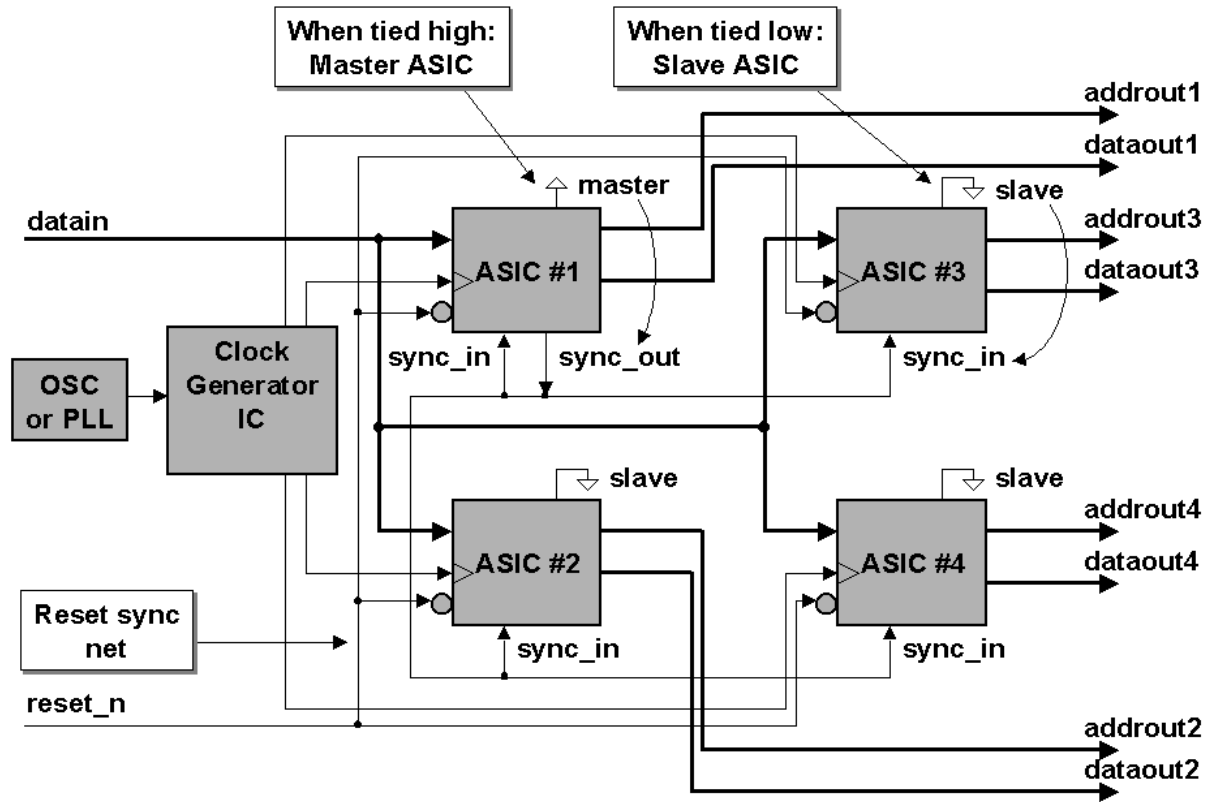 When tied high:
Master ASIC
When tied low:
Slave ASIC
addrout1
dataout1
master
slave
datain
addrout3
ASIC #1
ASIC #3
dataout3
Clock
Generator
IC
sync_in
sync_out
sync_in
OSC
or PLL
slave
slave
addrout4
ASIC #2
ASIC #4
dataout4
Reset sync
net
sync_in
sync_in
reset_n
addrout2
dataout2